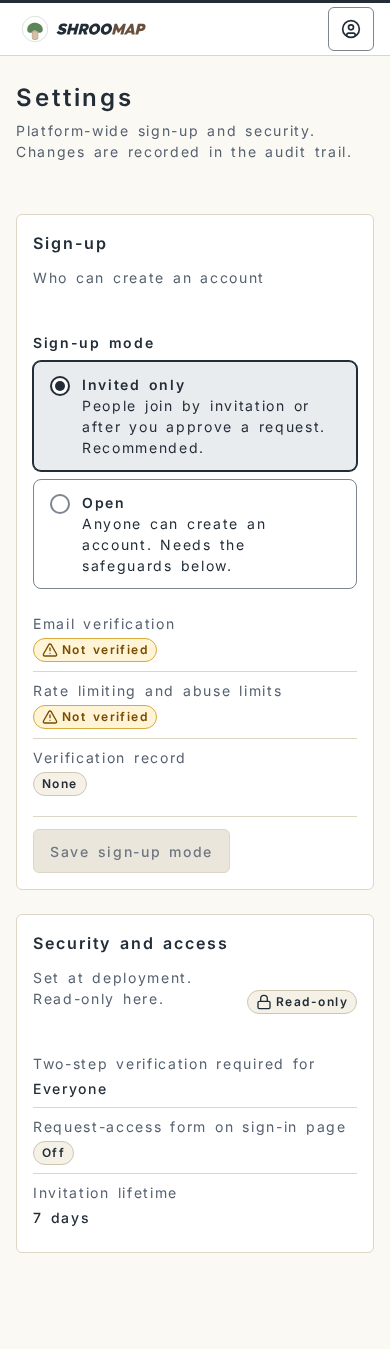 SHROOMAP
Settings
Platform-wide sign-up and security.
Changes are recorded in the audit trail.
Sign-up
Who can create an account
Sign-up mode
Invited only
People join by invitation or
after you approve a request.
Recommended.
Open
Anyone can create an
account. Needs the
safeguards below.
Email verification
Not verified
Rate limiting and abuse limits
Not verified
Verification record
None
Save sign-up mode
Security and access
Set at deployment.
Read-only here.
Read-only
Two-step verification required for
Everyone
Request-access form on sign-in page
Off
Invitation lifetime
7 days